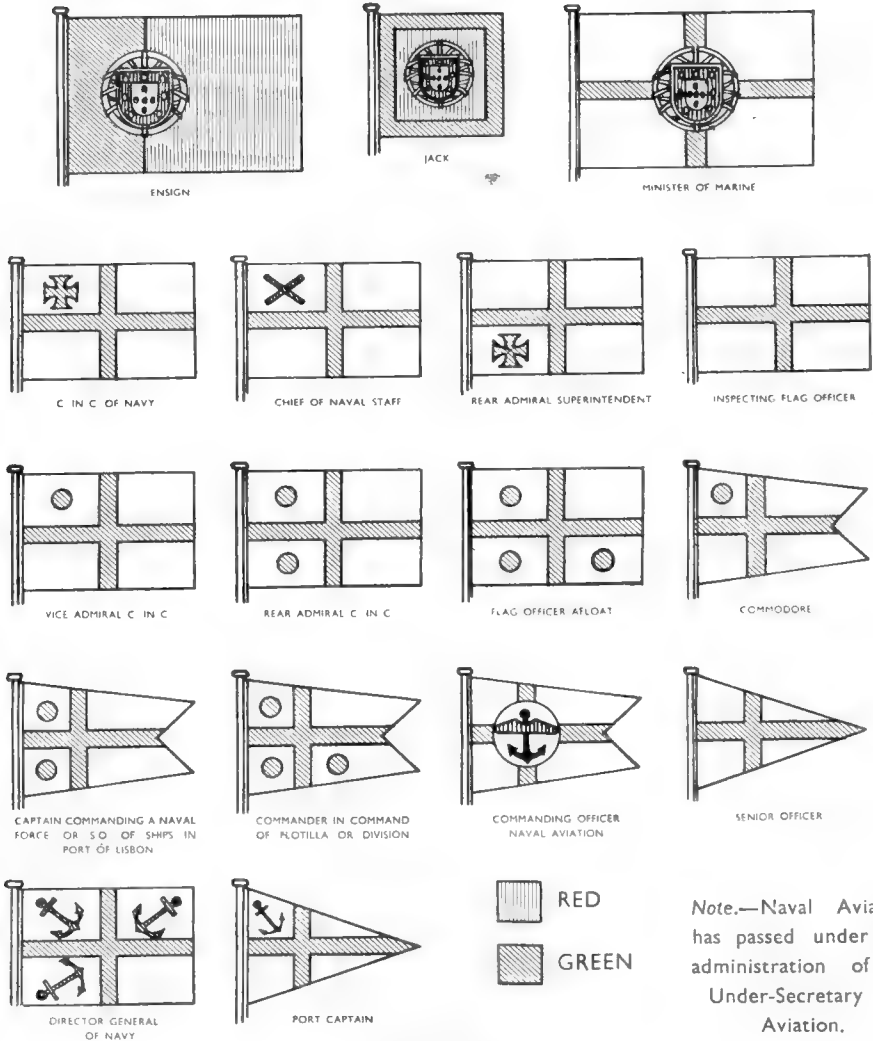 ENSIGN
JACK
MINISTER OF MARINE
C IN C OF NAVY
CHIEF OF NAVAL STAFF
REAR ADMIRAL SUPERINTENDENT
INSPECTING FLAG OFFICER
VICE ADMIRAL C IN C
REAR ADMIRAL C IN C
FLAG OFFICER AFLOAT
COMMODORE
CAPTAIN COMMANDING A NAVAL
FORCE OR S.O. OF SHIPS IN
PORT OF LISBON
COMMANDER IN COMMAND
OF FLOTILLA OR DIVISION
COMMANDING OFFICER
NAVAL AVIATION
SENIOR OFFICER
DIRECTOR GENERAL
OF NAVY
PORT CAPTAIN
RED
GREEN
Note.—Naval Avia
has passed under
administration of
Under-Secretary
Aviation.